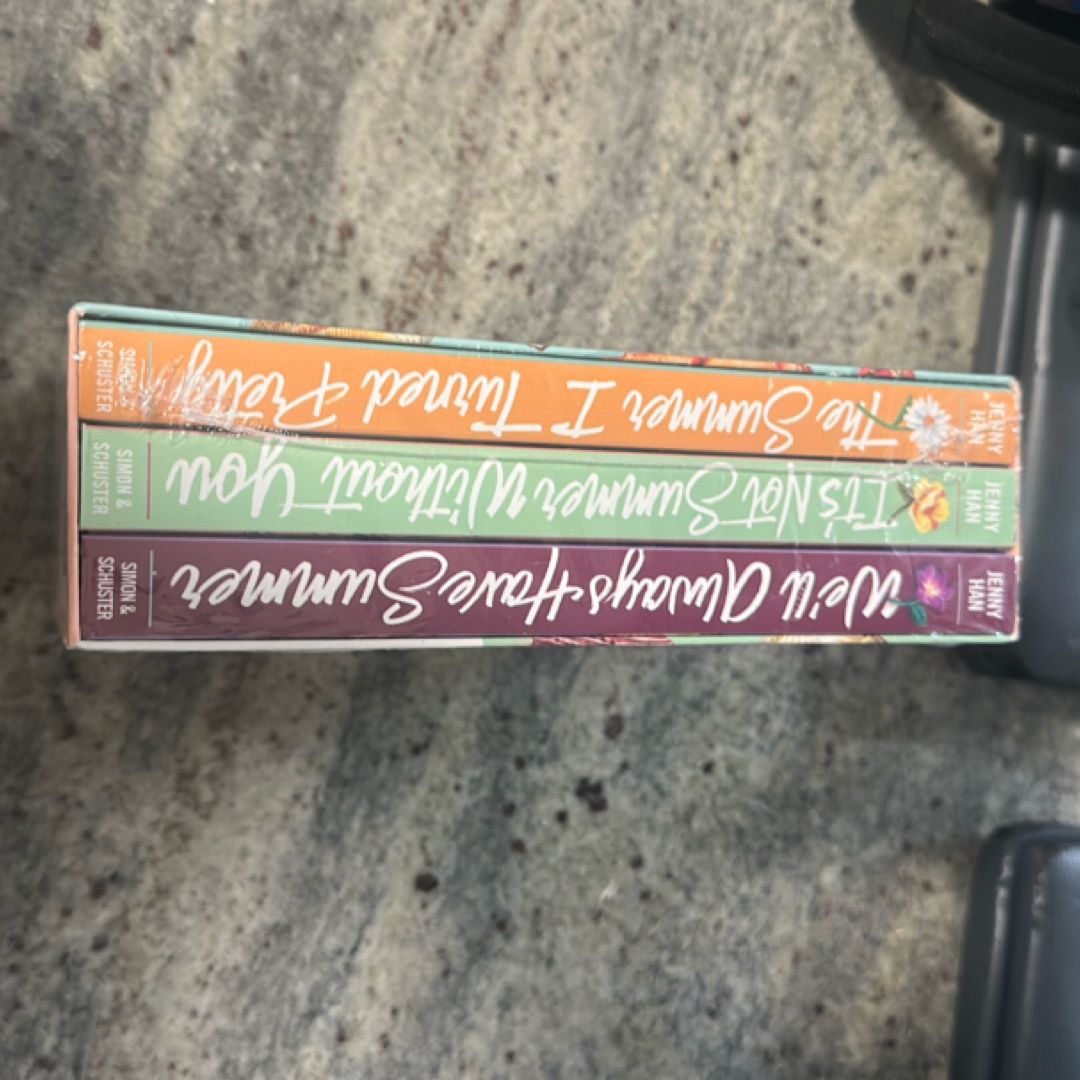 JENNY
HAN
The Summer I Turned Pretty
SIMON &
SCHUSTER
JENNY
HAN
It's Not Summer Without You
SIMON &
SCHUSTER
JENNY
HAN
We'll Always Have Summer
SIMON &
SCHUSTER